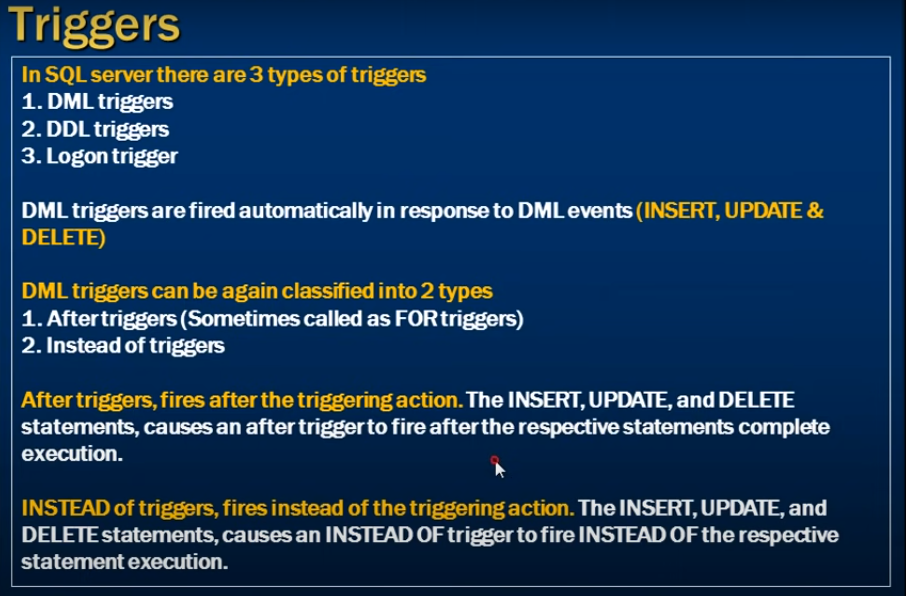 Triggers
In SQL server there are 3 types of triggers
1. DML triggers
2. DDL triggers
3. Logon trigger
DML triggers are fired automatically in response to DML events (INSERT, UPDATE &
DELETE)
DML triggers can be again classified into 2 types
1. After triggers (Sometimes called as FOR triggers)
2. Instead of triggers
After triggers, fires after the triggering action. The INSERT, UPDATE, and DELETE
statements, causes an after trigger to fire after the respective statements complete
execution.
INSTEAD of triggers, fires instead of the triggering action. The INSERT, UPDATE, and
DELETE statements, causes an INSTEAD OF trigger to fire INSTEAD OF the respective
statement execution.